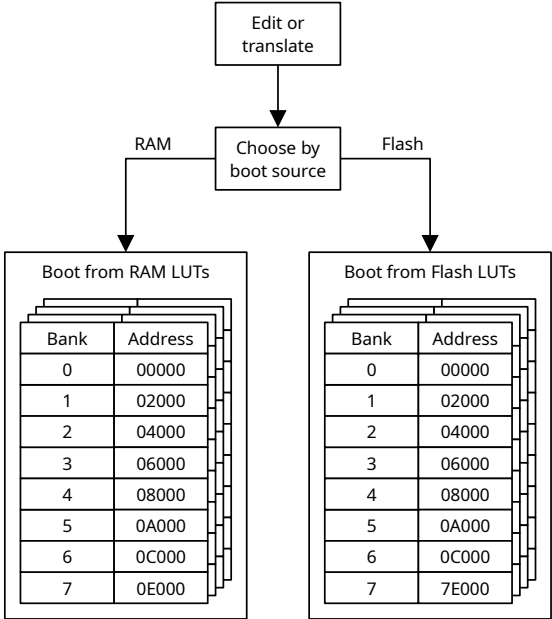 Edit or
translate
RAM
Choose by
boot source
Flash
Boot from RAM LUTs
Bank Address
0 00000
1 02000
2 04000
3 06000
4 08000
5 0A000
6 0C000
7 0E000
Boot from Flash LUTs
Bank Address
0 00000
1 02000
2 04000
3 06000
4 08000
5 0A000
6 0C000
7 7E000